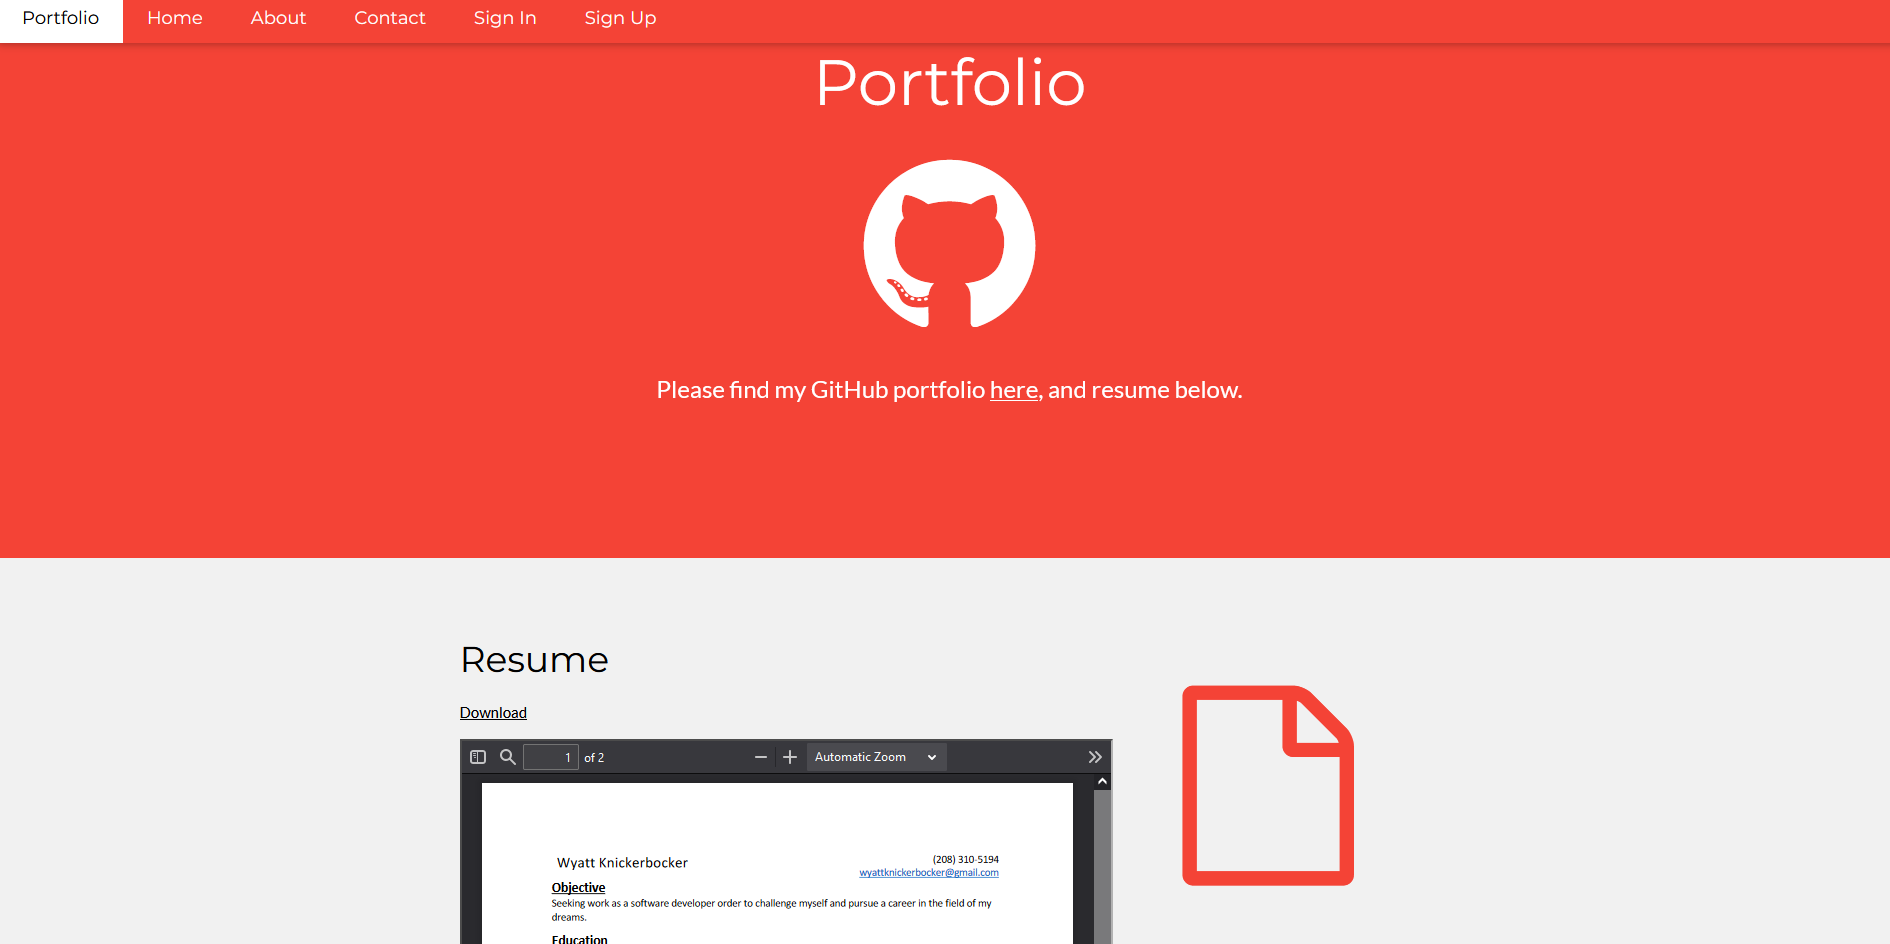 Portfolio Home About Contact Sign In Sign Up
Portfolio
Please find my GitHub portfolio here, and resume below.
Resume
Download
1 of 2 Automatic Zoom
Wyatt Knickerbocker (208) 310-5194
wyattknickerbocker@gmail.com
Objective
Seeking work as a software developer order to challenge myself and pursue a career in the field of my
dreams.
Education